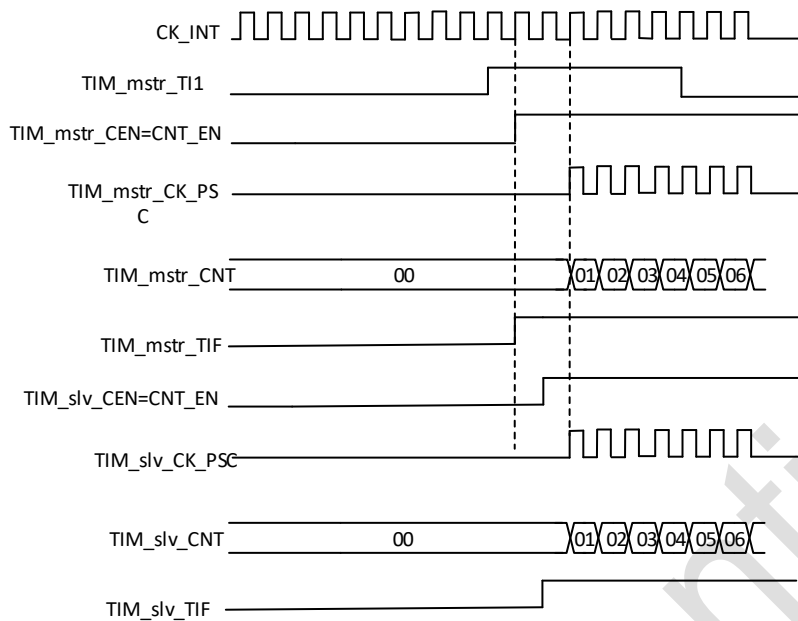 CK_INT
TIM_mstr_TI1
TIM_mstr_CEN=CNT_EN
TIM_mstr_CK_PS
C
TIM_mstr_CNT 00 01 02 03 04 05 06
TIM_mstr_TIF
TIM_slv_CEN=CNT_EN
TIM_slv_CK_PSC
TIM_slv_CNT 00 01 02 03 04 05 06
TIM_slv_TIF